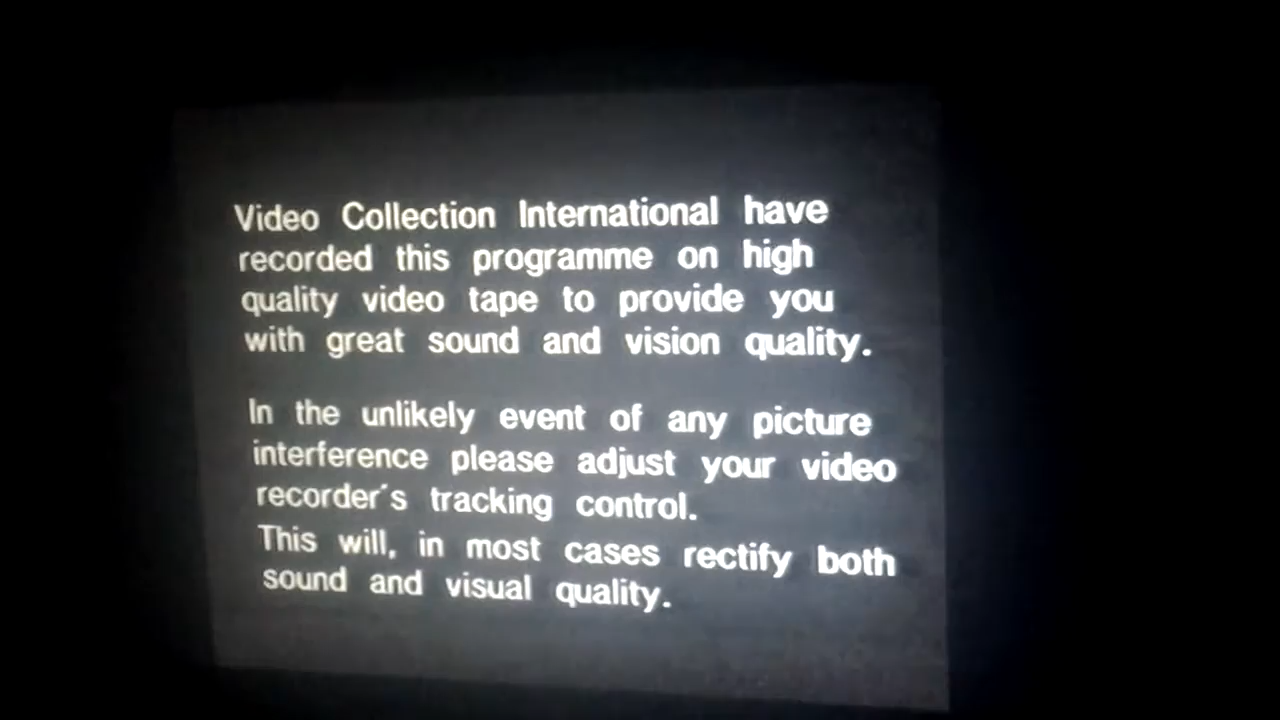 Video Collection International have
recorded this programme on high
quality video tape to provide you
with great sound and vision quality.
In the unlikely event of any picture
interference please adjust your video
recorder's tracking control.
This will, in most cases rectify both
sound and visual quality.